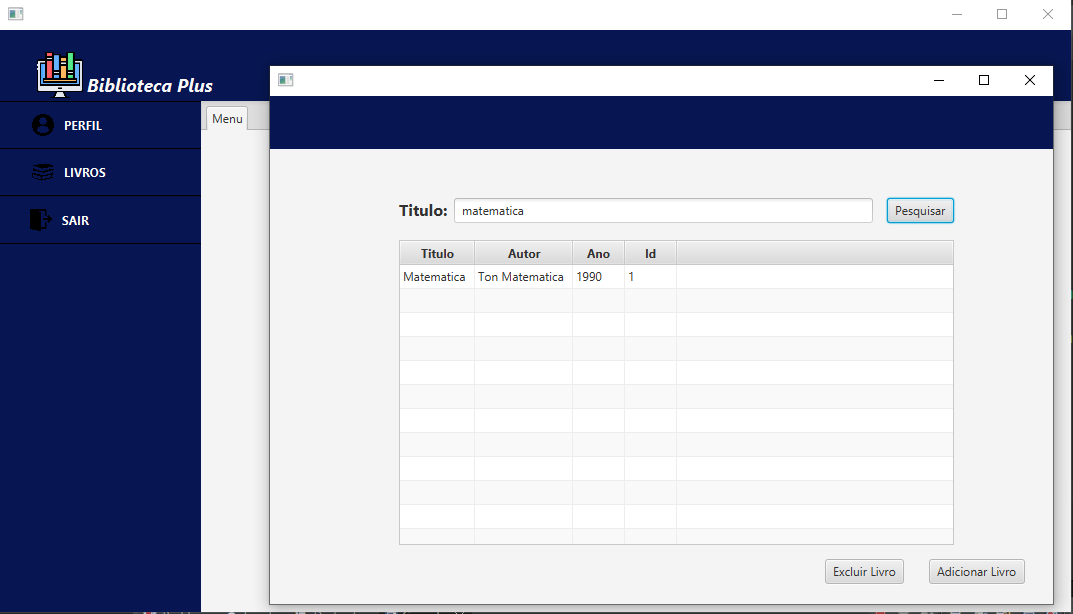 Biblioteca Plus
PERFIL
LIVROS
SAIR
Menu
Titulo: matematica Pesquisar
Titulo Autor Ano Id
Matematica Ton Matematica 1990 1
Excluir Livro Adicionar Livro